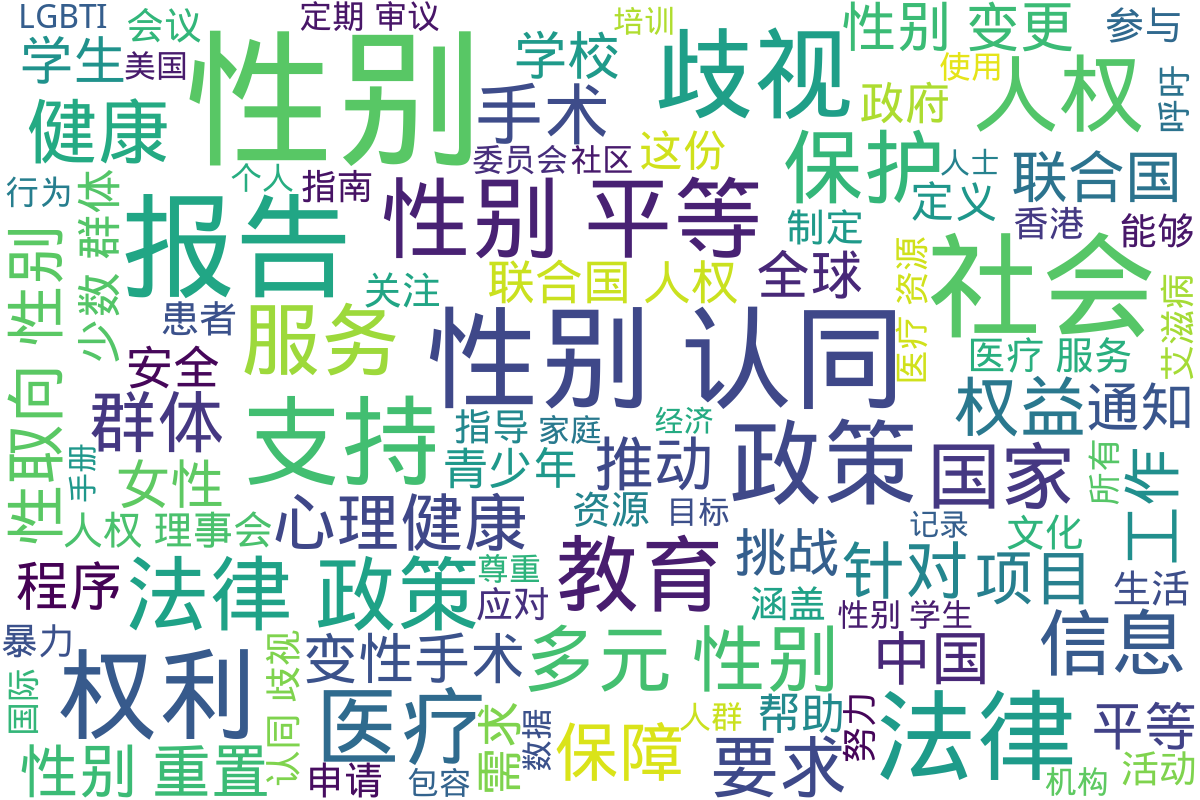 LGBTI
会议
定期 审议
培训
性别 变更
参与
学生
美国
性别
学校
歧视
使用
人权
呼吁
健康
手术
政府
委员会
社区
这份
保护
人士
联合国
行为
少数 群体
个人
指南
性别 平等
定义
制定
香港
能够
报告
联合国 人权
全球
资源
社会
艾滋病
性取向 性别
患者
关注
服务
性别 认同
医疗
医疗 服务
安全
群体
支持
指导
家庭
经济
政策
权益
通知
手册
女性
青少年
推动
国家
所有
工作
人权 理事会
心理健康
资源
目标
记录
文化
程序
法律 政策
尊重
教育
挑战
针对
项目
生活
应对
涵盖
性别 学生
暴力
权利
认同 歧视
变性手术
多元 性别
中国
信息
国际
医疗
需求
数据
保障
人群
帮助
努力
法律
平等
性别 重置
申请
包容
要求
机构
活动